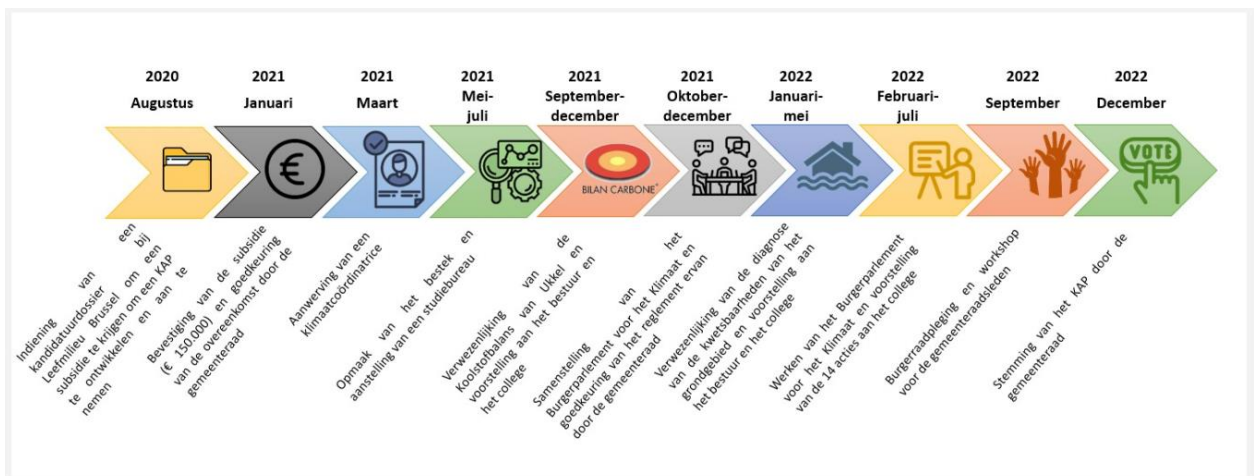 2020
Augustus
2021
Januari
2021
Maart
2021
Mei-
juli
2021
September-
december
2021
Oktober-
december
2022
Januari-
mei
2022
Februari-
juli
2022
September
2022
December
€
BILAN CARBONE®
VOTE
Indiening van een
kandidatuurdossier bij
Leefmilieu Brussel om een
subsidie te krijgen om een KAP
te ontwikkelen en aan te
nemen
Bevestiging van de subsidie
(€ 150.000) en goedkeuring
van de overeenkomst door de
gemeenteraad
Aanwerving van een
klimaatcoördinatrice
Opmaak van het bestek en
aanstelling van een studiebureau
Verwezenlijking van de
Koolstofbalans van Ukkel en
voorstelling aan het bestuur en
het college
Samenstelling van het
Burgerparlement voor het Klimaat en
goedkeuring van het reglement ervan
door de gemeenteraad
Verwezenlijking van de diagnose
van de kwetsbaarheden van het
grondgebied en voorstelling aan
het bestuur en het college
Werken van het Burgerparlement
voor het Klimaat en voorstelling
van de 14 acties aan het college
Burgerraadpleging en workshop
voor de gemeenteraadsleden
Stemming van het KAP door de
gemeenteraad